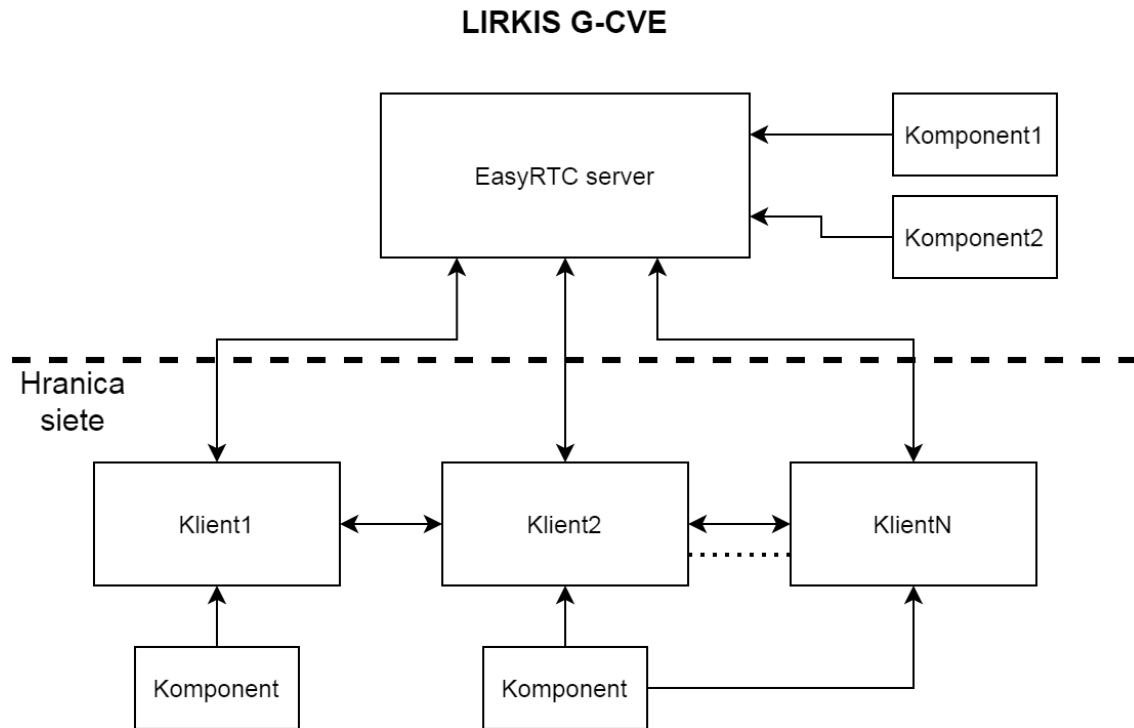 LIRKIS G-CVE
EasyRTC server
Komponent1
Komponent2
Hranica
siete
Klient1
Klient2
KlientN
Komponent
Komponent